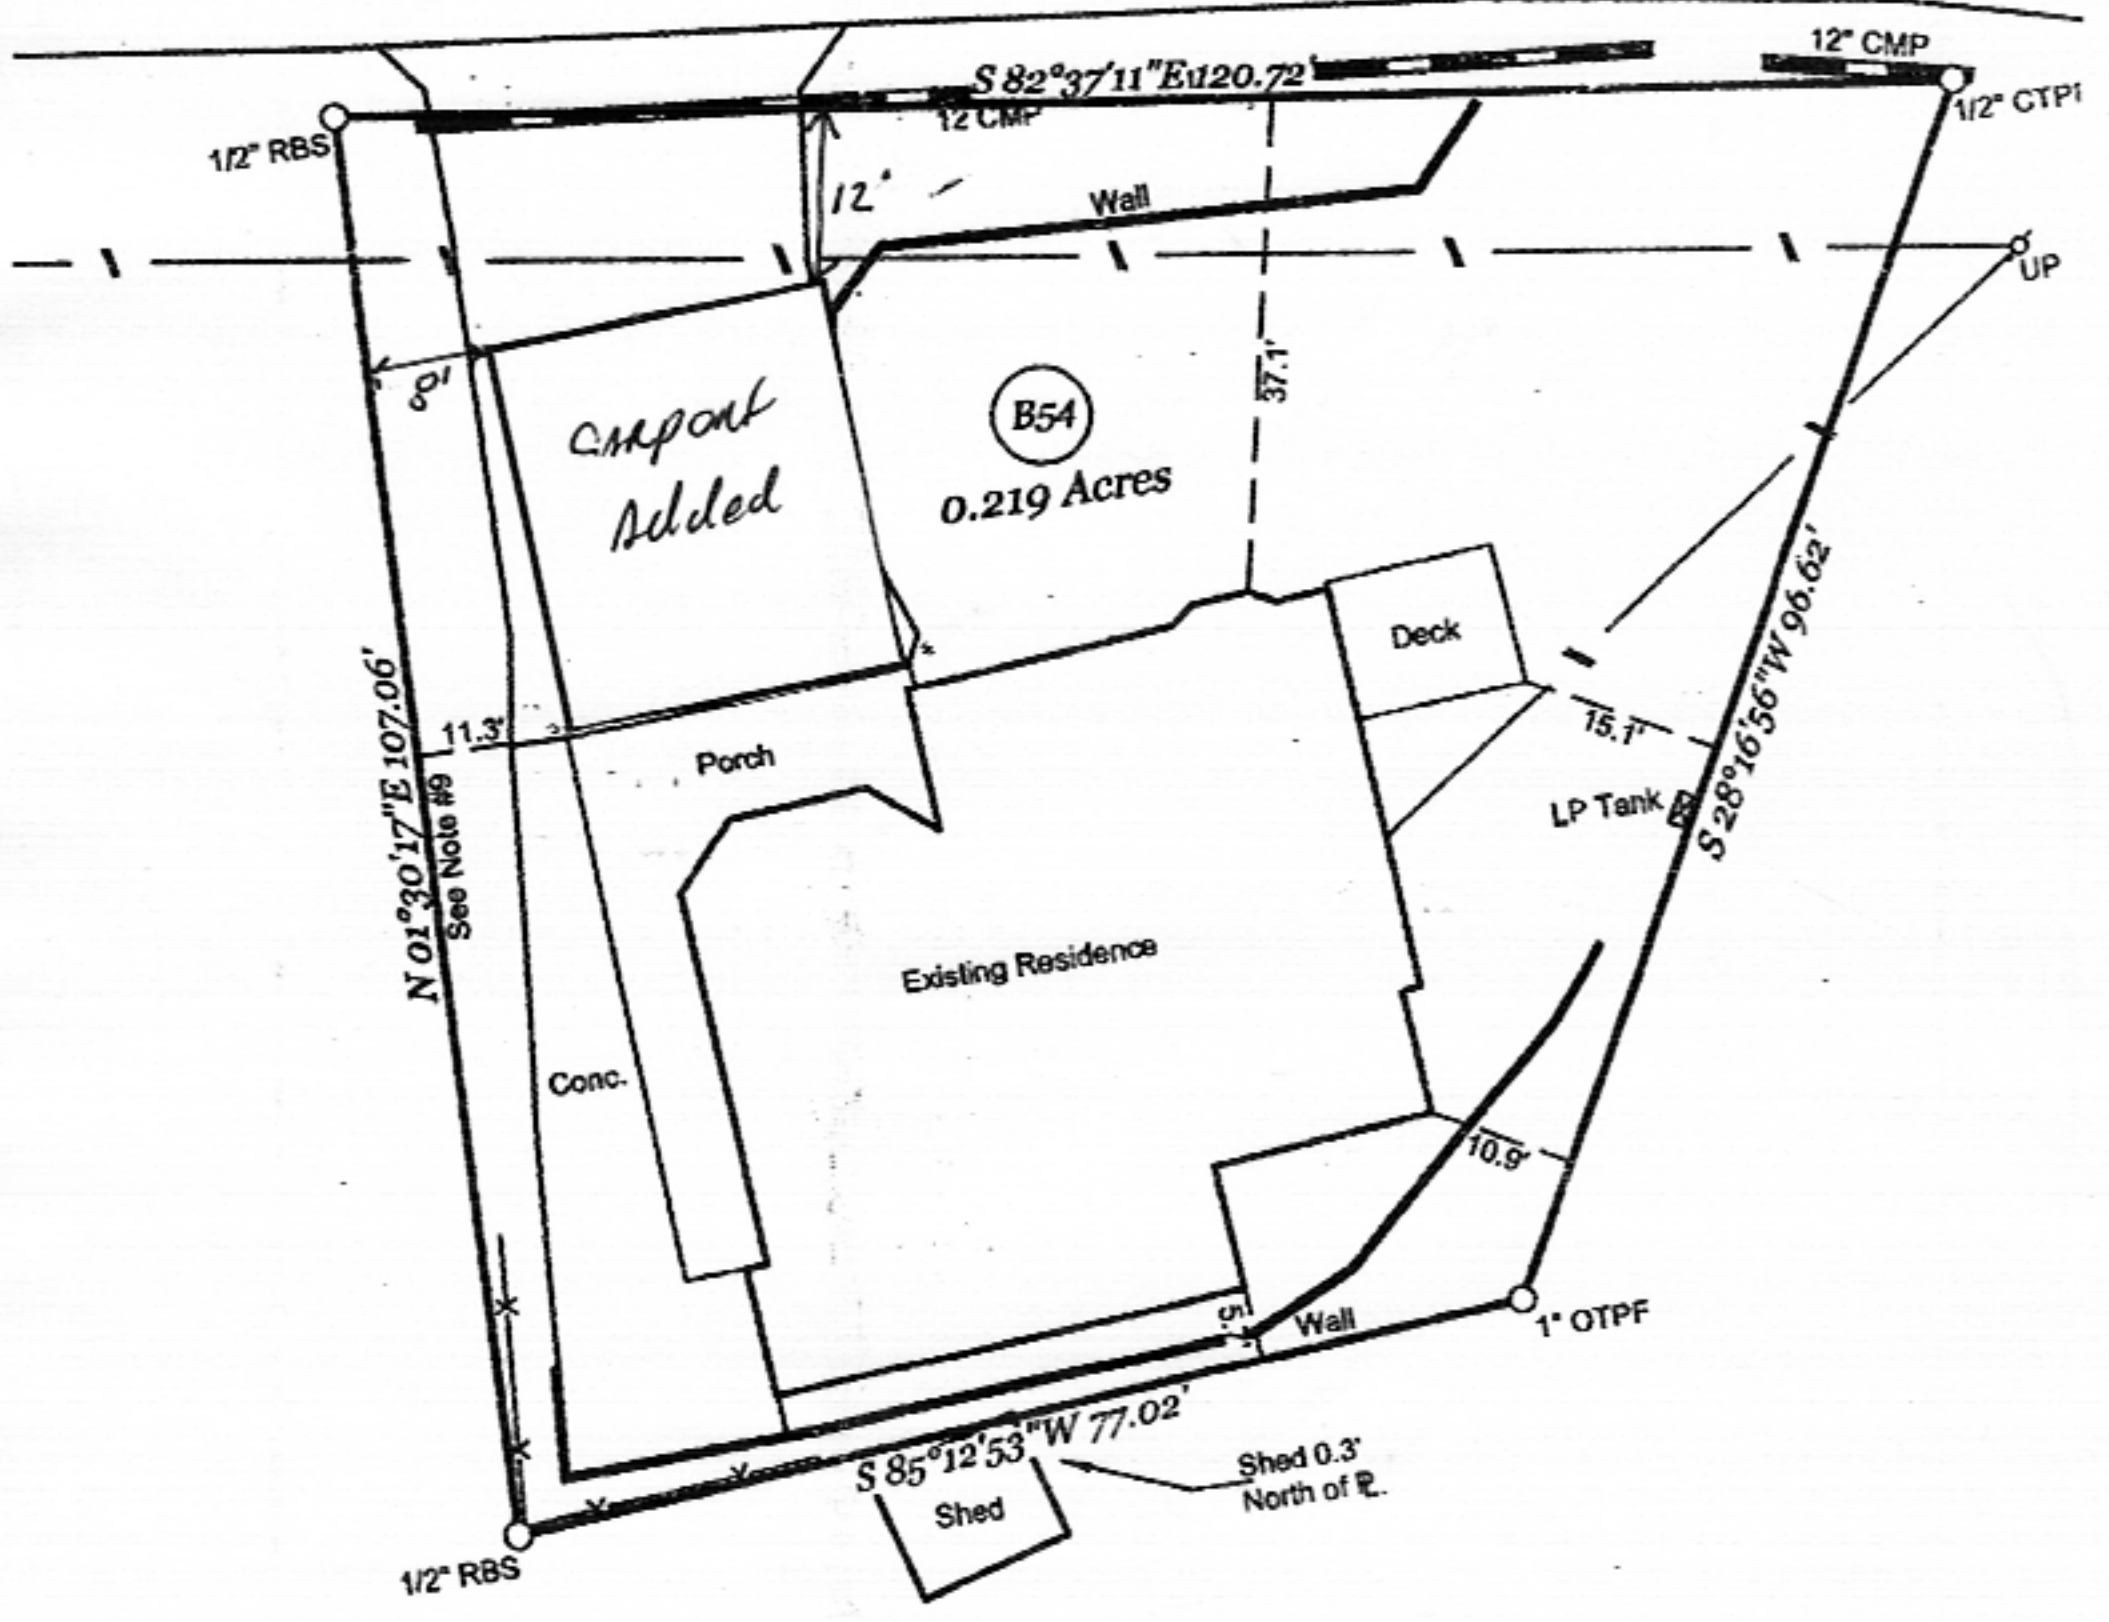 12" CMP
S 82°37'11"E 120.72'
1/2" CTPF
12" CMP
1/2" RBS
12'
Wall
UP
8'
37.1'
Carport
Added
B54
0.219 Acres
Deck
15.1'
S 28°16'56"W 96.62'
11.3'
Porch
N 01°30'17"E 107.06'
See Note #9
LP Tank
Existing Residence
Conc.
10.9'
Wall
1" OTPF
S 85°12'53"W 77.02'
Shed 0.3'
North of PL.
Shed
1/2" RBS